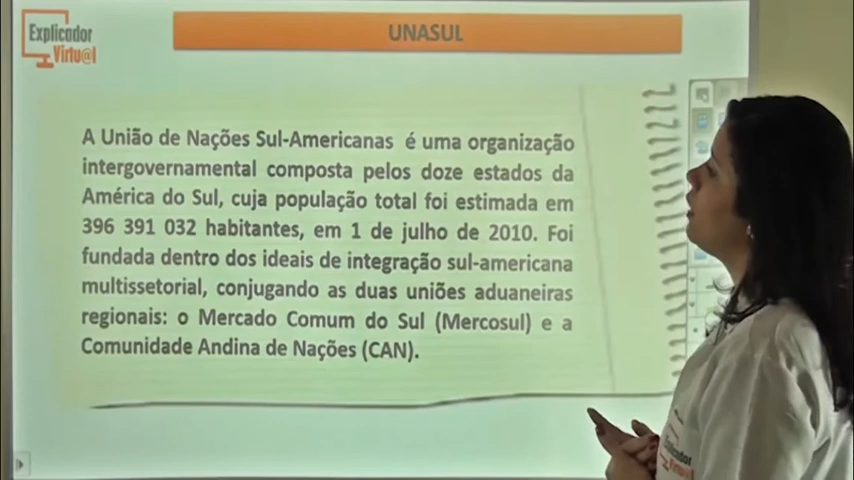 Explicador
Virtu@l
UNASUL
A União de Nações Sul-Americanas é uma organização
intergovernamental composta pelos doze estados da
América do Sul, cuja população total foi estimada em
396 391 032 habitantes, em 1 de julho de 2010. Foi
fundada dentro dos ideais de integração sul-americana
multissetorial, conjugando as duas uniões aduaneiras
regionais: o Mercado Comum do Sul (Mercosul) e a
Comunidade Andina de Nações (CAN).
Explicador
Virtu@l